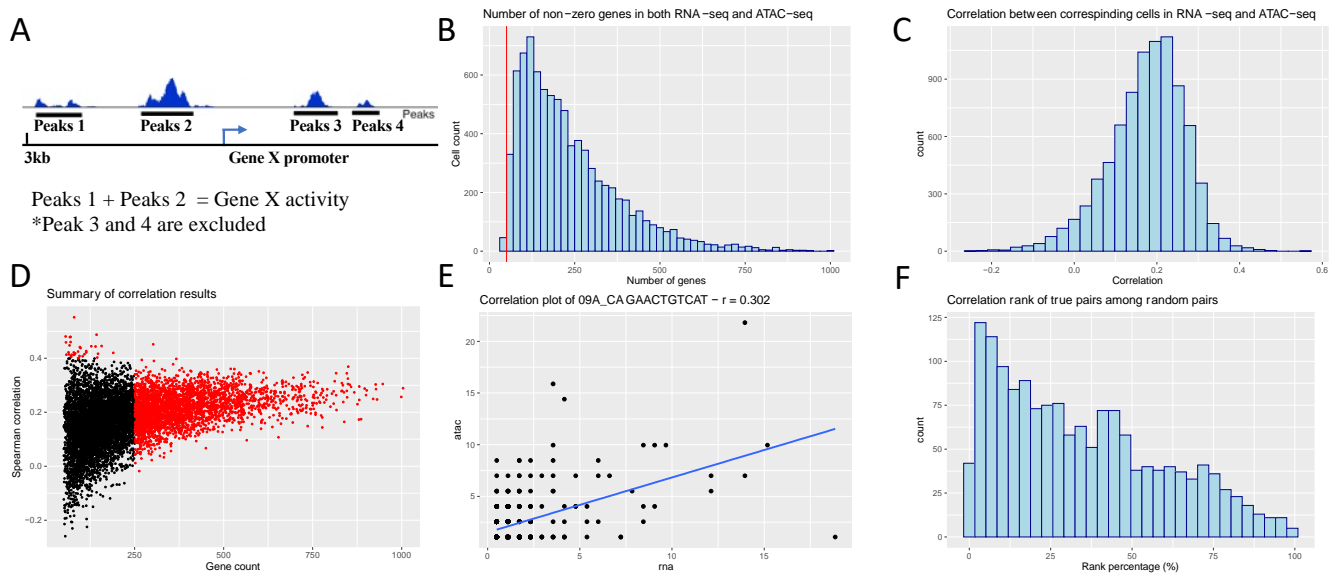 A
Peaks
Peaks 1
Peaks 2
Peaks 3
Peaks 4
3kb
Gene X promoter
Peaks 1 + Peaks 2 = Gene X activity
*Peak 3 and 4 are excluded
B
Number of non−zero genes in both RNA−seq and ATAC−seq
600
400
200
0
Cell count
0
250
500
750
1000
Number of genes
C
Correlation between correspinding cells in RNA −seq and ATAC−seq
900
600
300
0
count
−0.2
0.0
0.2
0.4
0.6
Correlation
D
Summary of correlation results
0.4
0.2
0.0
−0.2
Spearman correlation
250
500
750
1000
Gene count
E
Correlation plot of 09A_CAGAACTGTCAT − r = 0.302
20
15
10
5
atac
0
5
10
15
rna
F
Correlation rank of true pairs among random pairs
125
100
75
50
25
0
count
0
25
50
75
100
Rank percentage (%)